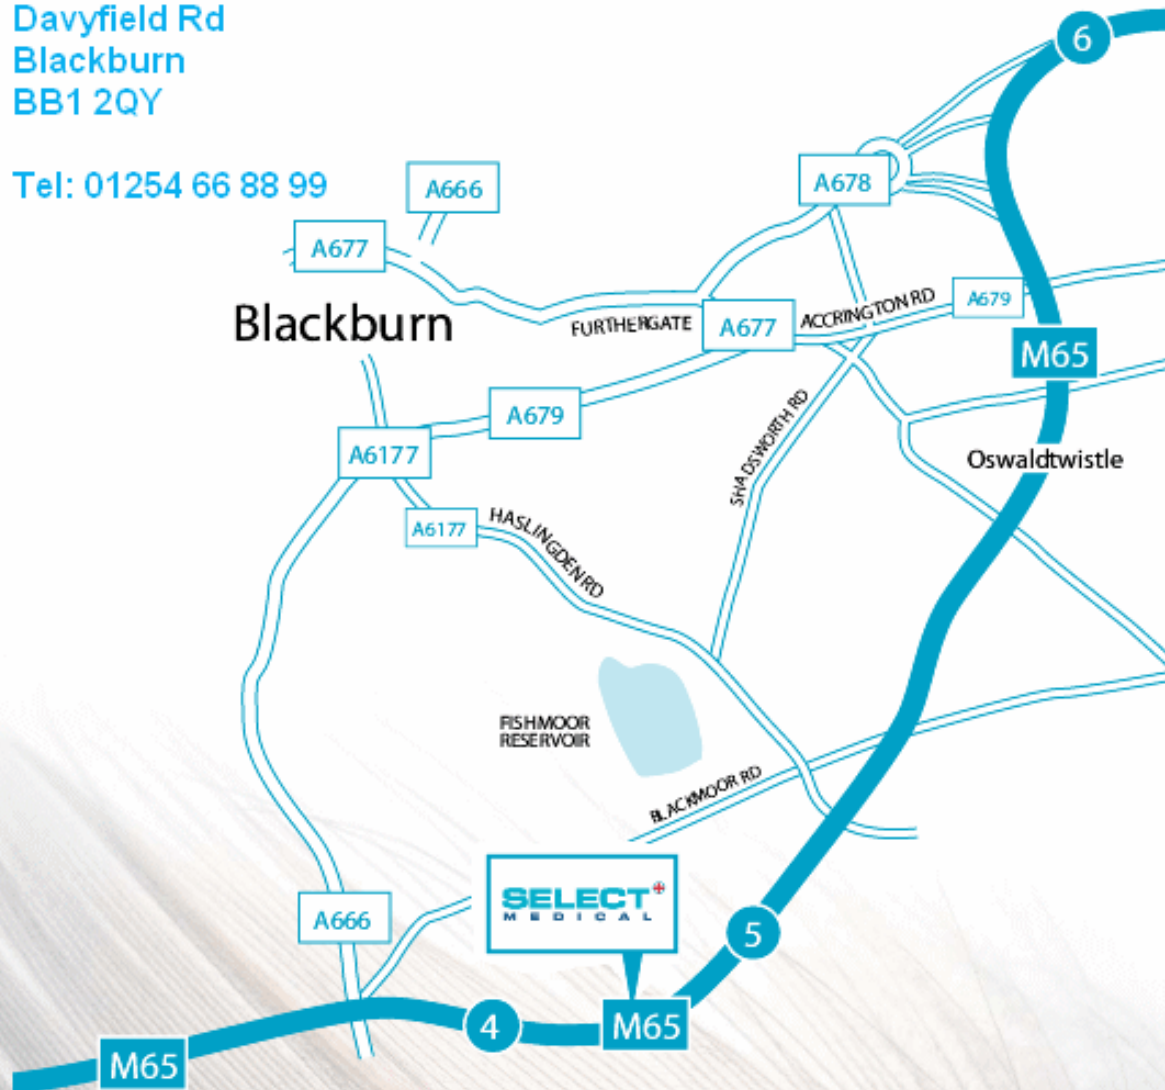 Davyfield Rd
Blackburn
BB1 2QY
Tel: 01254 66 88 99
6
A666
A678
A677
Blackburn
FURTHERGATE
A677
ACCRINGTON RD
A679
M65
A679
A6177
SHADSWORTH RD
Oswaldtwistle
A6177
HASLINGDEN RD
FISHMOOR
RESERVOIR
BLACKMOOR RD
SELECT
MEDICAL
A666
5
4
M65
M65